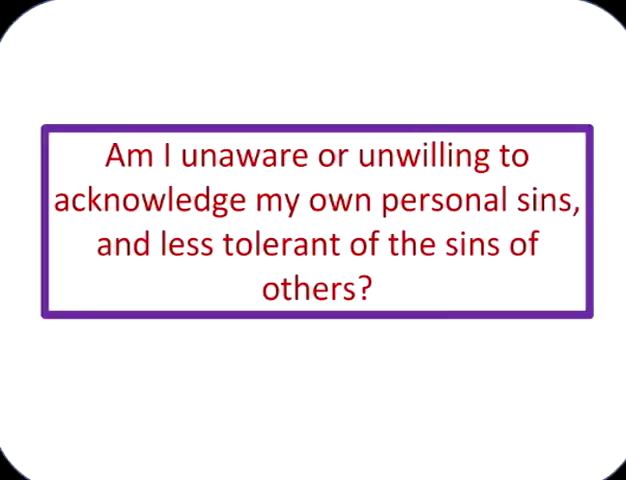 Am I unaware or unwilling to
acknowledge my own personal sins,
and less tolerant of the sins of
others?